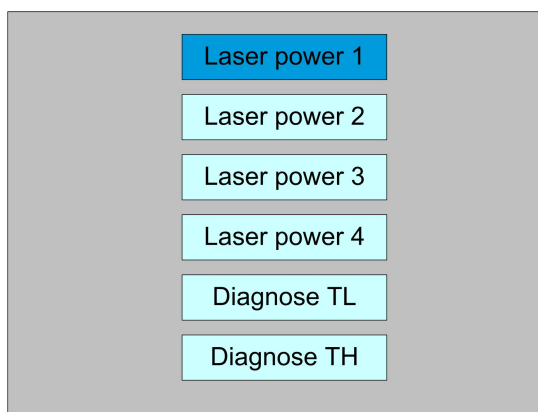 Laser power 1
Laser power 2
Laser power 3
Laser power 4
Diagnose TL
Diagnose TH